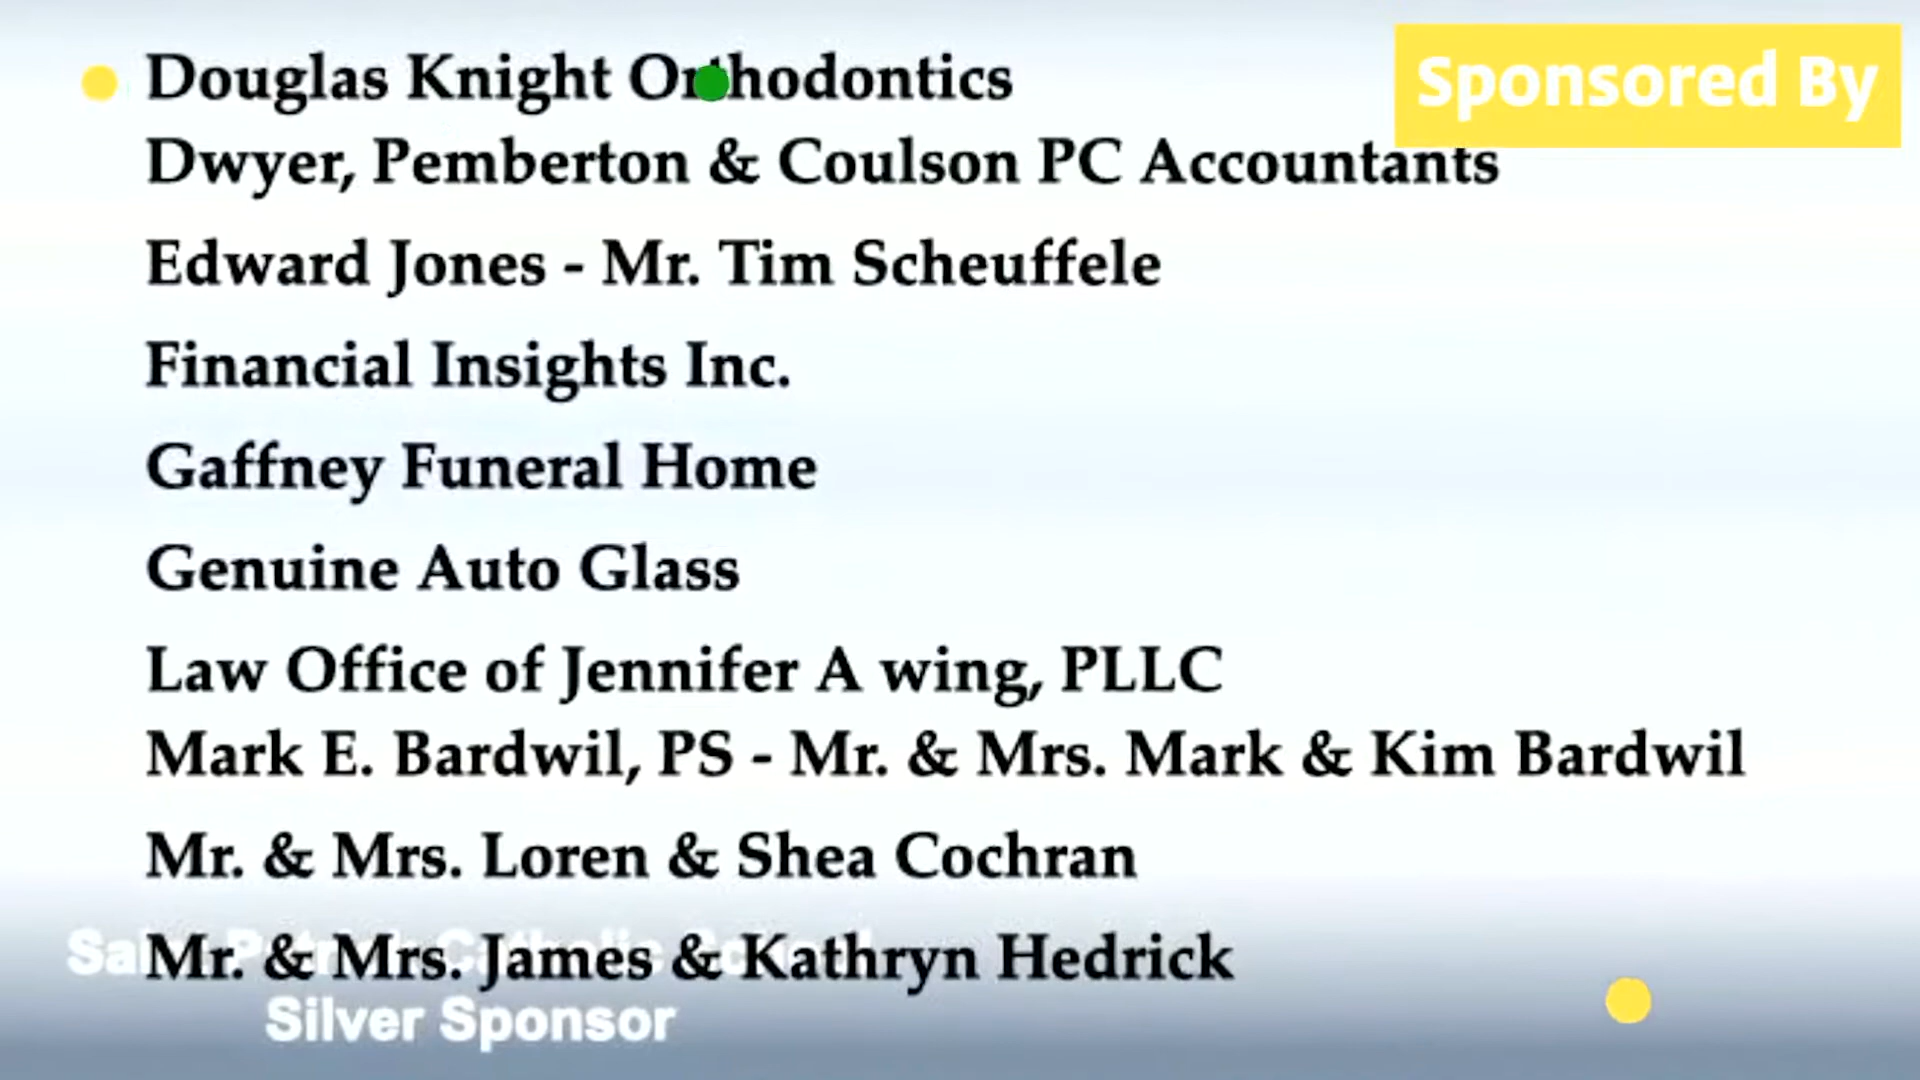 Douglas Knight Orthodontics
Sponsored By
Dwyer, Pemberton & Coulson PC Accountants
Edward Jones - Mr. Tim Scheuffele
Financial Insights Inc.
Gaffney Funeral Home
Genuine Auto Glass
Law Office of Jennifer A wing, PLLC
Mark E. Bardwil, PS - Mr. & Mrs. Mark & Kim Bardwil
Mr. & Mrs. Loren & Shea Cochran
Mr. & Mrs. James & Kathryn Hedrick
Silver Sponsor